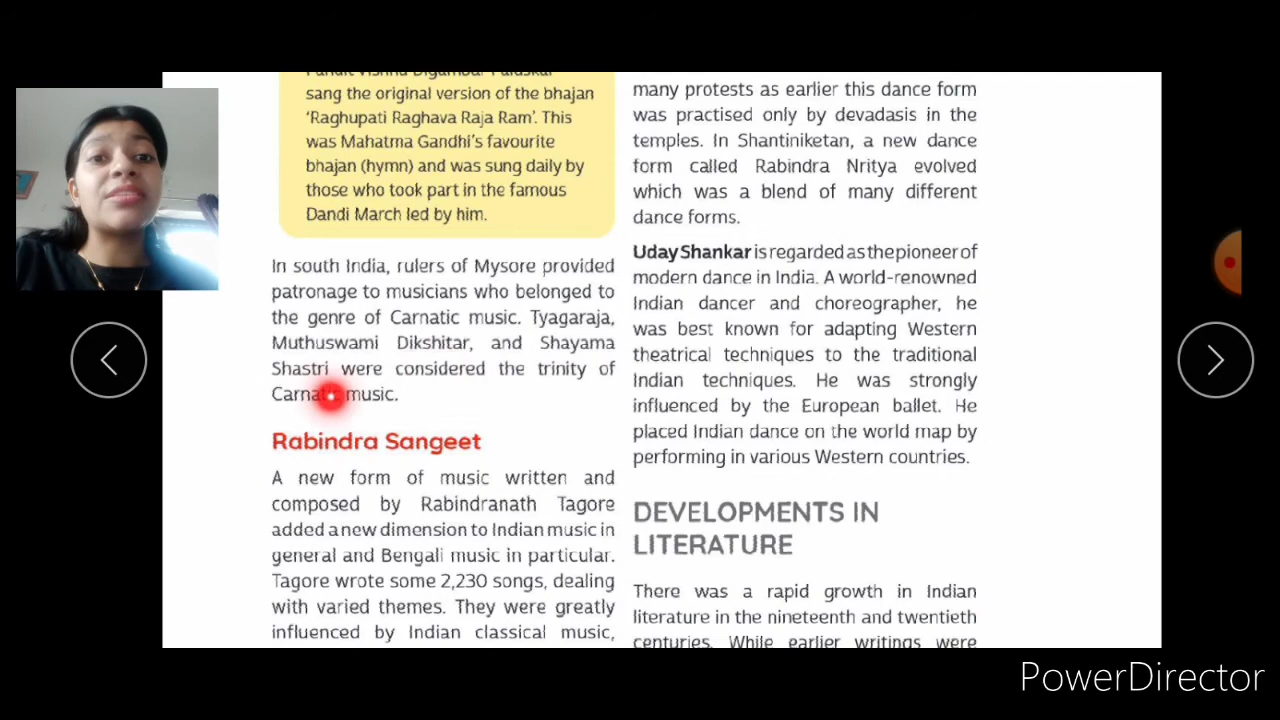 Pandit Vishnu Digambar Paluskar
sang the original version of the bhajan
'Raghupati Raghava Raja Ram'. This
was Mahatma Gandhi's favourite
bhajan (hymn) and was sung daily by
those who took part in the famous
Dandi March led by him.
In south India, rulers of Mysore provided
patronage to musicians who belonged to
the genre of Carnatic music. Tyagaraja,
Muthuswami Dikshitar, and Shayama
Shastri were considered the trinity of
Carnatic music.
Rabindra Sangeet
A new form of music written and
composed by Rabindranath Tagore
added a new dimension to Indian music in
general and Bengali music in particular.
Tagore wrote some 2,230 songs, dealing
with varied themes. They were greatly
influenced by Indian classical music,
many protests as earlier this dance form
was practised only by devadasis in the
temples. In Shantiniketan, a new dance
form called Rabindra Nritya evolved
which was a blend of many different
dance forms.
Uday Shankar is regarded as the pioneer of
modern dance in India. A world-renowned
Indian dancer and choreographer, he
was best known for adapting Western
theatrical techniques to the traditional
Indian techniques. He was strongly
influenced by the European ballet. He
placed Indian dance on the world map by
performing in various Western countries.
DEVELOPMENTS IN
LITERATURE
There was a rapid growth in Indian
literature in the nineteenth and twentieth
centuries. While earlier writings were
PowerDirector